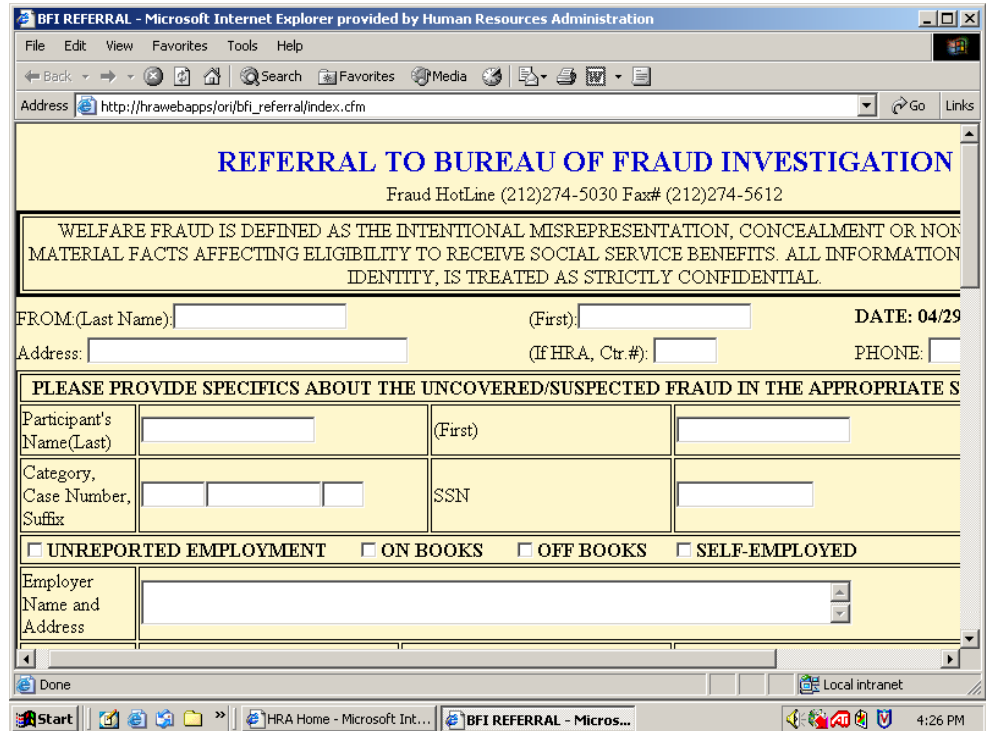 BFI REFERRAL - Microsoft Internet Explorer provided by Human Resources Administration
File Edit View Favorites Tools Help
Back Search Favorites Media
Address http://hrawebapps/ori/bfi_referral/index.cfm Go Links
REFERRAL TO BUREAU OF FRAUD INVESTIGATION
Fraud HotLine (212)274-5030 Fax# (212)274-5612
WELFARE FRAUD IS DEFINED AS THE INTENTIONAL MISREPRESENTATION, CONCEALMENT OR NON
MATERIAL FACTS AFFECTING ELIGIBILITY TO RECEIVE SOCIAL SERVICE BENEFITS. ALL INFORMATION
IDENTITY, IS TREATED AS STRICTLY CONFIDENTIAL.
FROM:(Last Name): (First): DATE: 04/29
Address: (If HRA, Ctr.#): PHONE:
PLEASE PROVIDE SPECIFICS ABOUT THE UNCOVERED/SUSPECTED FRAUD IN THE APPROPRIATE S
Participant's
Name(Last) (First)
Category,
Case Number, SSN
Suffix
UNREPORTED EMPLOYMENT ON BOOKS OFF BOOKS SELF-EMPLOYED
Employer
Name and
Address
Done Local intranet
Start » HRA Home - Microsoft Int... BFI REFERRAL - Micros... 4:26 PM